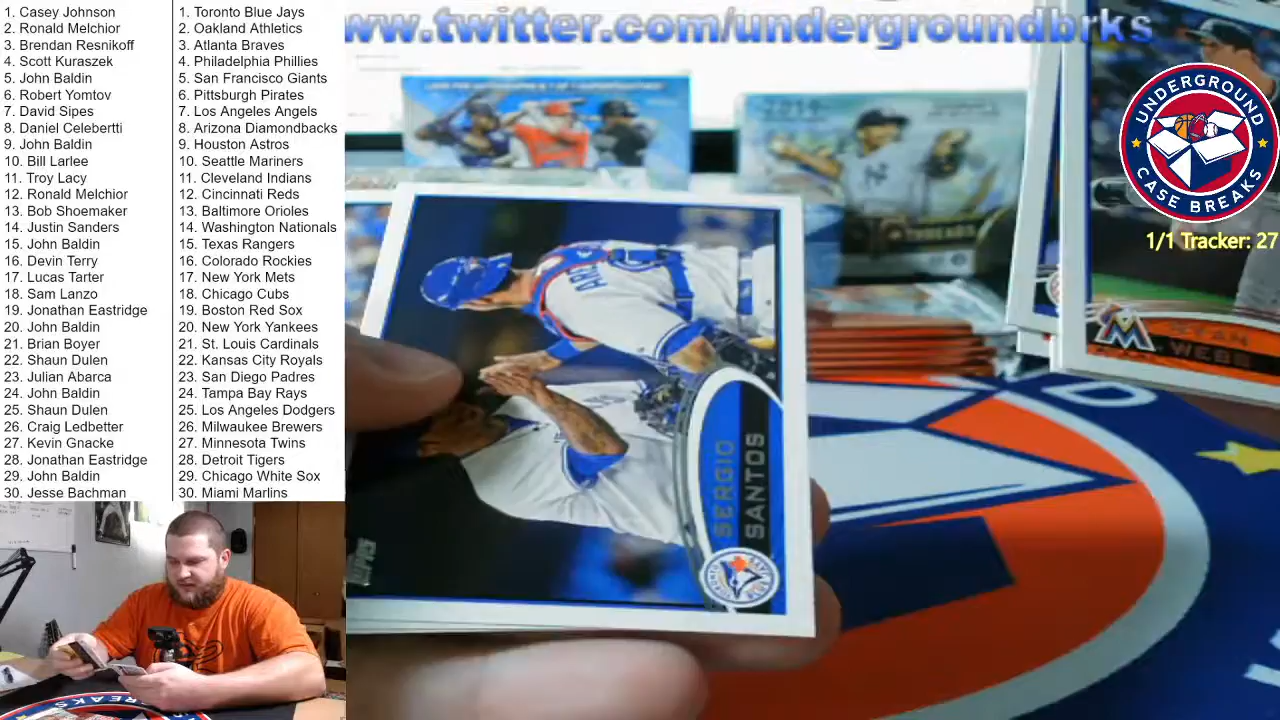 1. Casey Johnson
2. Ronald Melchior
3. Brendan Resnikoff
4. Scott Kuraszek
5. John Baldin
6. Robert Yomtov
7. David Sipes
8. Daniel Celebertti
9. John Baldin
10. Bill Larlee
11. Troy Lacy
12. Ronald Melchior
13. Bob Shoemaker
14. Justin Sanders
15. John Baldin
16. Devin Terry
17. Lucas Tarter
18. Sam Lanzo
19. Jonathan Eastridge
20. John Baldin
21. Brian Boyer
22. Shaun Dulen
23. Julian Abarca
24. John Baldin
25. Shaun Dulen
26. Craig Ledbetter
27. Kevin Gnacke
28. Jonathan Eastridge
29. John Baldin
30. Jesse Bachman
1. Toronto Blue Jays
2. Oakland Athletics
3. Atlanta Braves
4. Philadelphia Phillies
5. San Francisco Giants
6. Pittsburgh Pirates
7. Los Angeles Angels
8. Arizona Diamondbacks
9. Houston Astros
10. Seattle Mariners
11. Cleveland Indians
12. Cincinnati Reds
13. Baltimore Orioles
14. Washington Nationals
15. Texas Rangers
16. Colorado Rockies
17. New York Mets
18. Chicago Cubs
19. Boston Red Sox
20. New York Yankees
21. St. Louis Cardinals
22. Kansas City Royals
23. San Diego Padres
24. Tampa Bay Rays
25. Los Angeles Dodgers
26. Milwaukee Brewers
27. Minnesota Twins
28. Detroit Tigers
29. Chicago White Sox
30. Miami Marlins
ww.twitter.com/undergroundbrks
UNDERGROUND
CASE BREAKS
1/1 Tracker: 27
SERGIO
SANTOS
TOPPS
RYAN
WEBB
THREADS
D